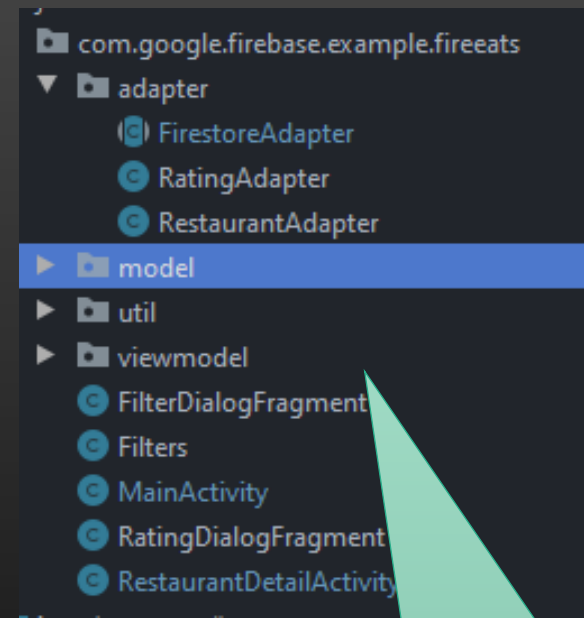 com.google.firebase.example.fireeats
adapter
FirestoreAdapter
RatingAdapter
RestaurantAdapter
model
util
viewmodel
FilterDialogFragment
Filters
MainActivity
RatingDialogFragment
RestaurantDetailActivity